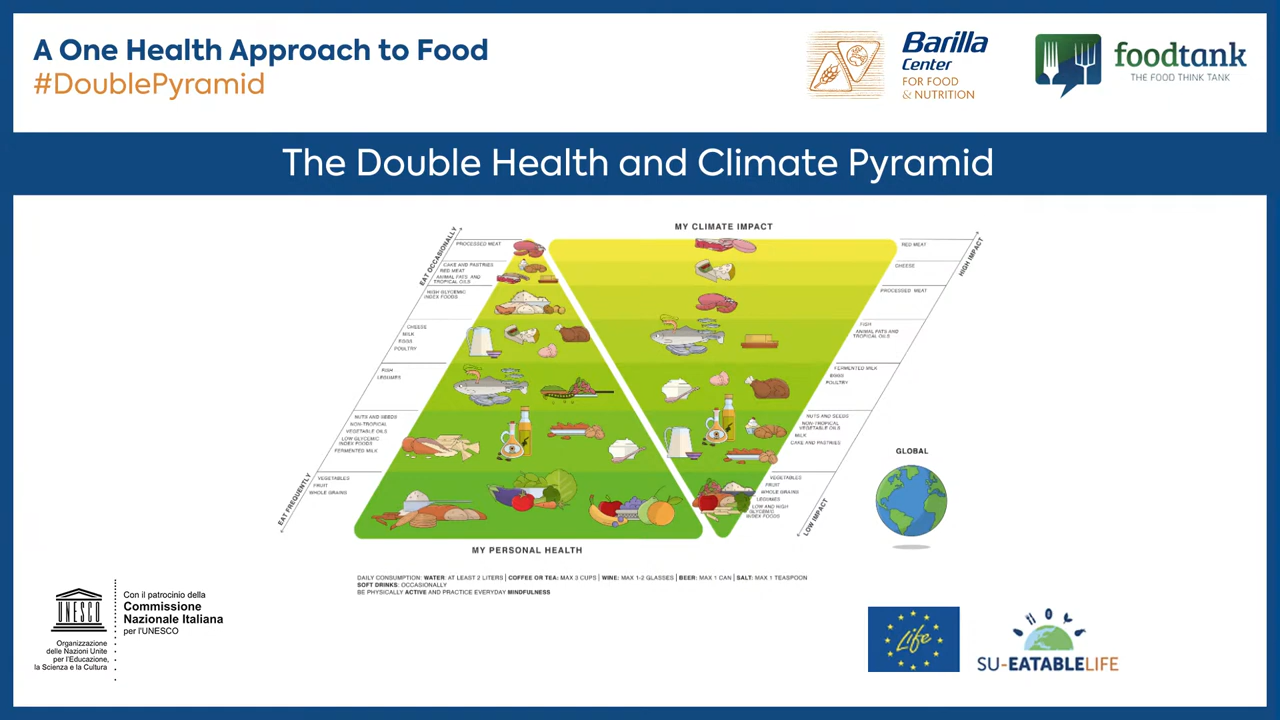 A One Health Approach to Food
#DoublePyramid
Barilla
Center
FOR FOOD
& NUTRITION
foodtank
THE FOOD THINK TANK
The Double Health and Climate Pyramid
MY CLIMATE IMPACT
EAT OCCASIONALLY
PROCESSED MEAT
CAKE AND PASTRIES
RED MEAT
ANIMAL FATS AND
TROPICAL OILS
HIGH GLYCEMIC
INDEX FOODS
CHEESE
MILK
EGGS
POULTRY
FISH
LEGUMES
NUTS AND SEEDS
NON-TROPICAL
VEGETABLE OILS
LOW GLYCEMIC
INDEX FOODS
FERMENTED MILK
VEGETABLES
FRUIT
WHOLE GRAINS
EAT FREQUENTLY
RED MEAT
CHEESE
PROCESSED MEAT
FISH
ANIMAL FATS AND
TROPICAL OILS
FERMENTED MILK
EGGS
POULTRY
NUTS AND SEEDS
NON-TROPICAL
VEGETABLE OILS
MILK
CAKE AND PASTRIES
VEGETABLES
FRUIT
WHOLE GRAINS
LEGUMES
LOW AND HIGH
GLYCEMIC
INDEX FOODS
HIGH IMPACT
LOW IMPACT
GLOBAL
MY PERSONAL HEALTH
DAILY CONSUMPTION: WATER: AT LEAST 2 LITERS | COFFEE OR TEA: MAX 3 CUPS | WINE: MAX 1-2 GLASSES | BEER: MAX 1 CAN | SALT: MAX 1 TEASPOON
SOFT DRINKS: OCCASIONALLY
BE PHYSICALLY ACTIVE AND PRACTICE EVERYDAY MINDFULNESS
UNESCO
Organizzazione
delle Nazioni Unite
per l'Educazione,
la Scienza e la Cultura
Con il patrocinio della
Commissione
Nazionale Italiana
per l'UNESCO
Life
SU-EATABLELIFE